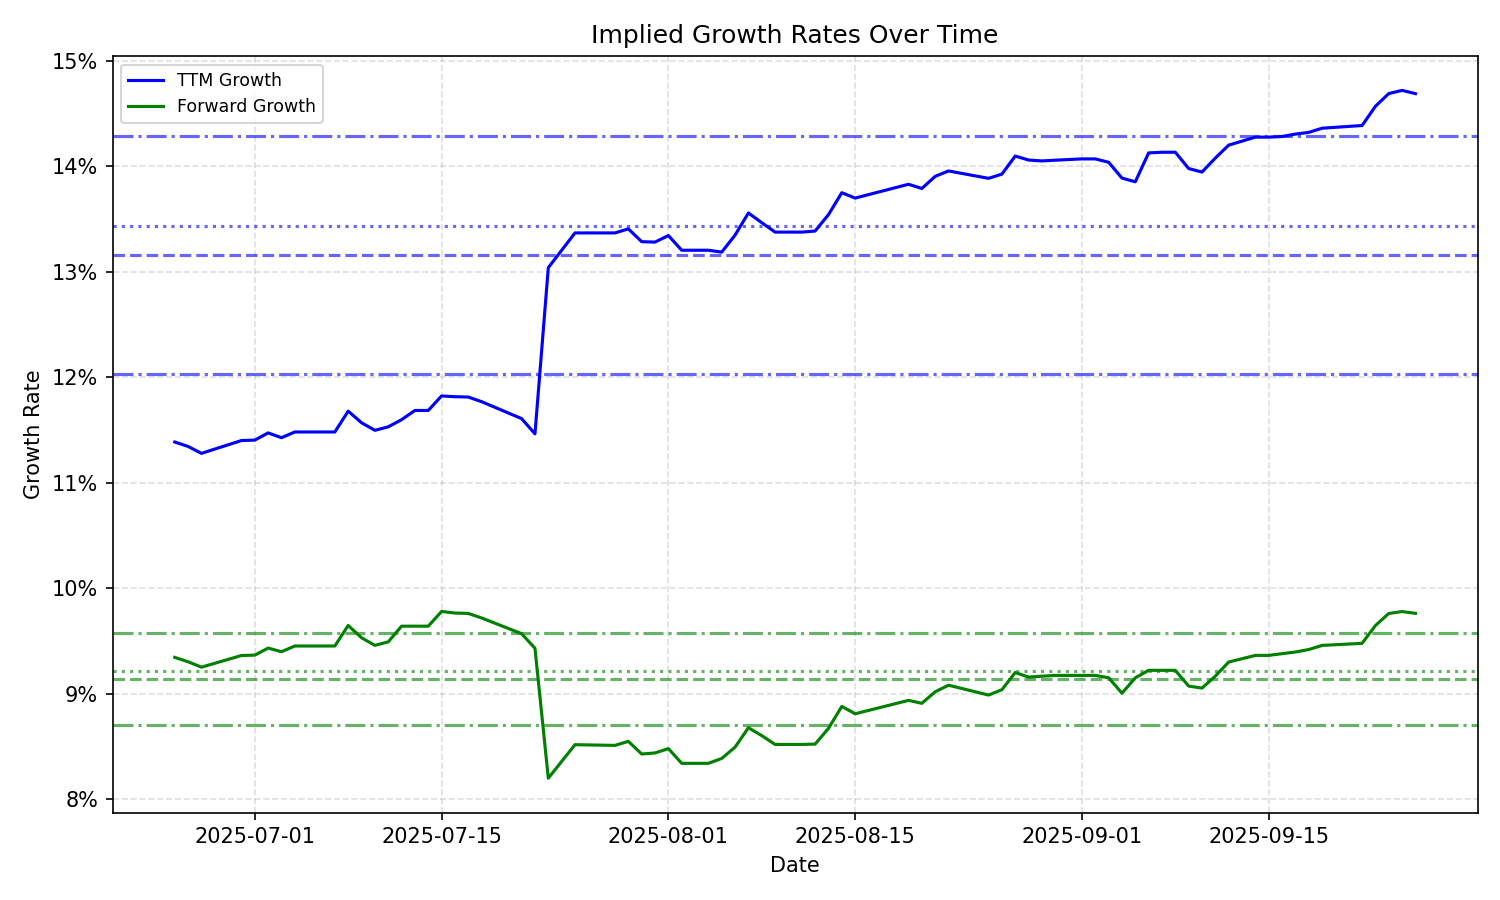 Implied Growth Rates Over Time
TTM Growth
Forward Growth
15%
14%
13%
12%
11%
10%
9%
8%
Growth Rate
2025-07-01
2025-07-15
2025-08-01
2025-08-15
2025-09-01
2025-09-15
Date